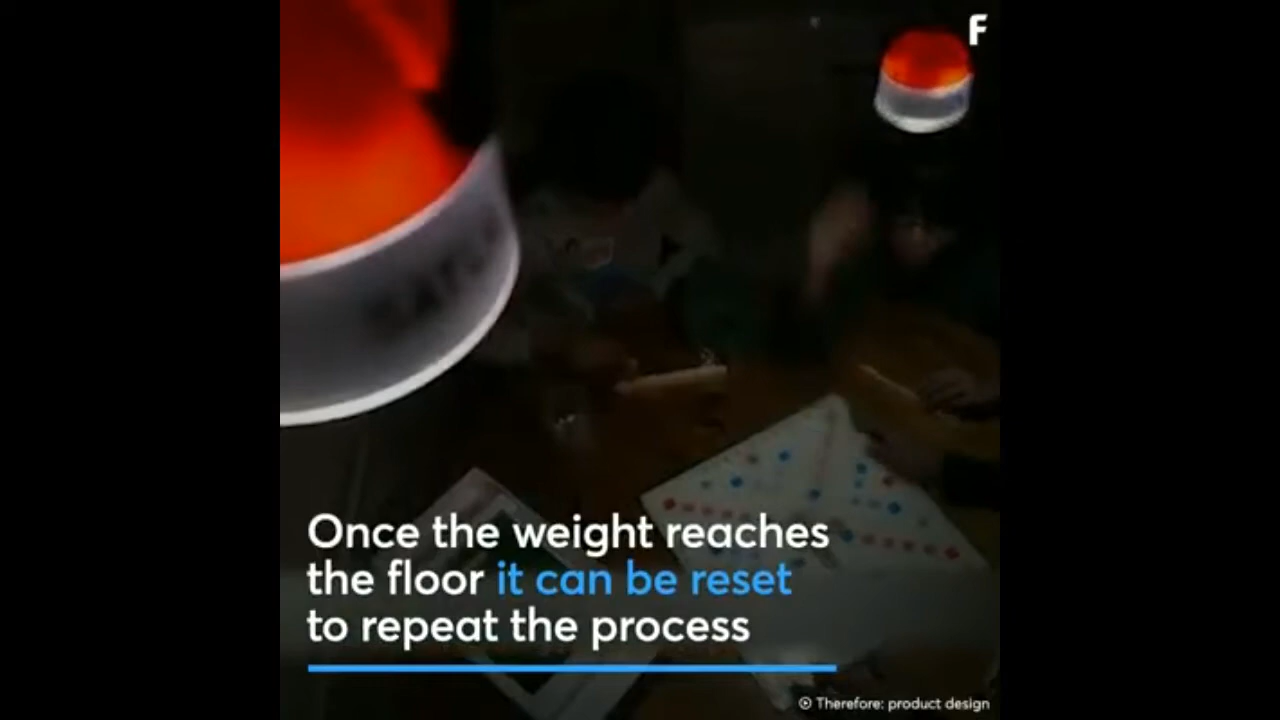 F
Once the weight reaches
the floor it can be reset
to repeat the process
Therefore: product design